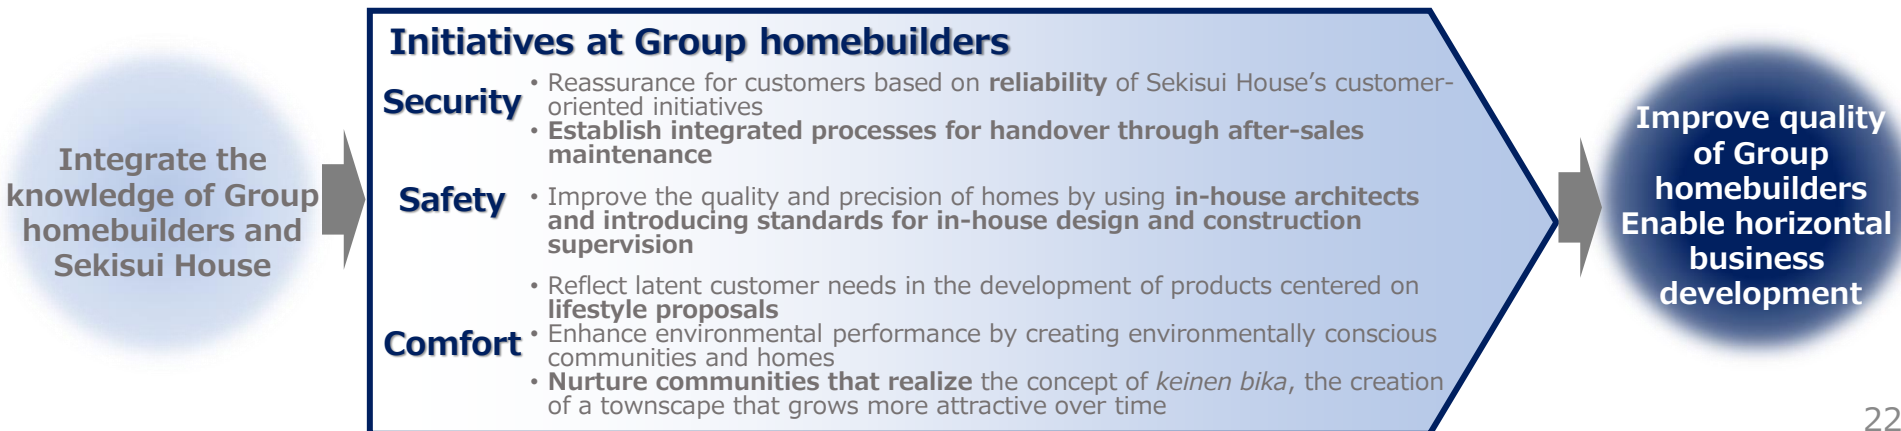 Integrate the
knowledge of Group
homebuilders and
Sekisui House
Initiatives at Group homebuilders
Security
• Reassurance for customers based on reliability of Sekisui House’s customer-
oriented initiatives
• Establish integrated processes for handover through after-sales
maintenance
Safety
• Improve the quality and precision of homes by using in-house architects
and introducing standards for in-house design and construction
supervision
Comfort
• Reflect latent customer needs in the development of products centered on
lifestyle proposals
• Enhance environmental performance by creating environmentally conscious
communities and homes
• Nurture communities that realize the concept of keinen bika, the creation
of a townscape that grows more attractive over time
Improve quality
of Group
homebuilders
Enable horizontal
business
development
22